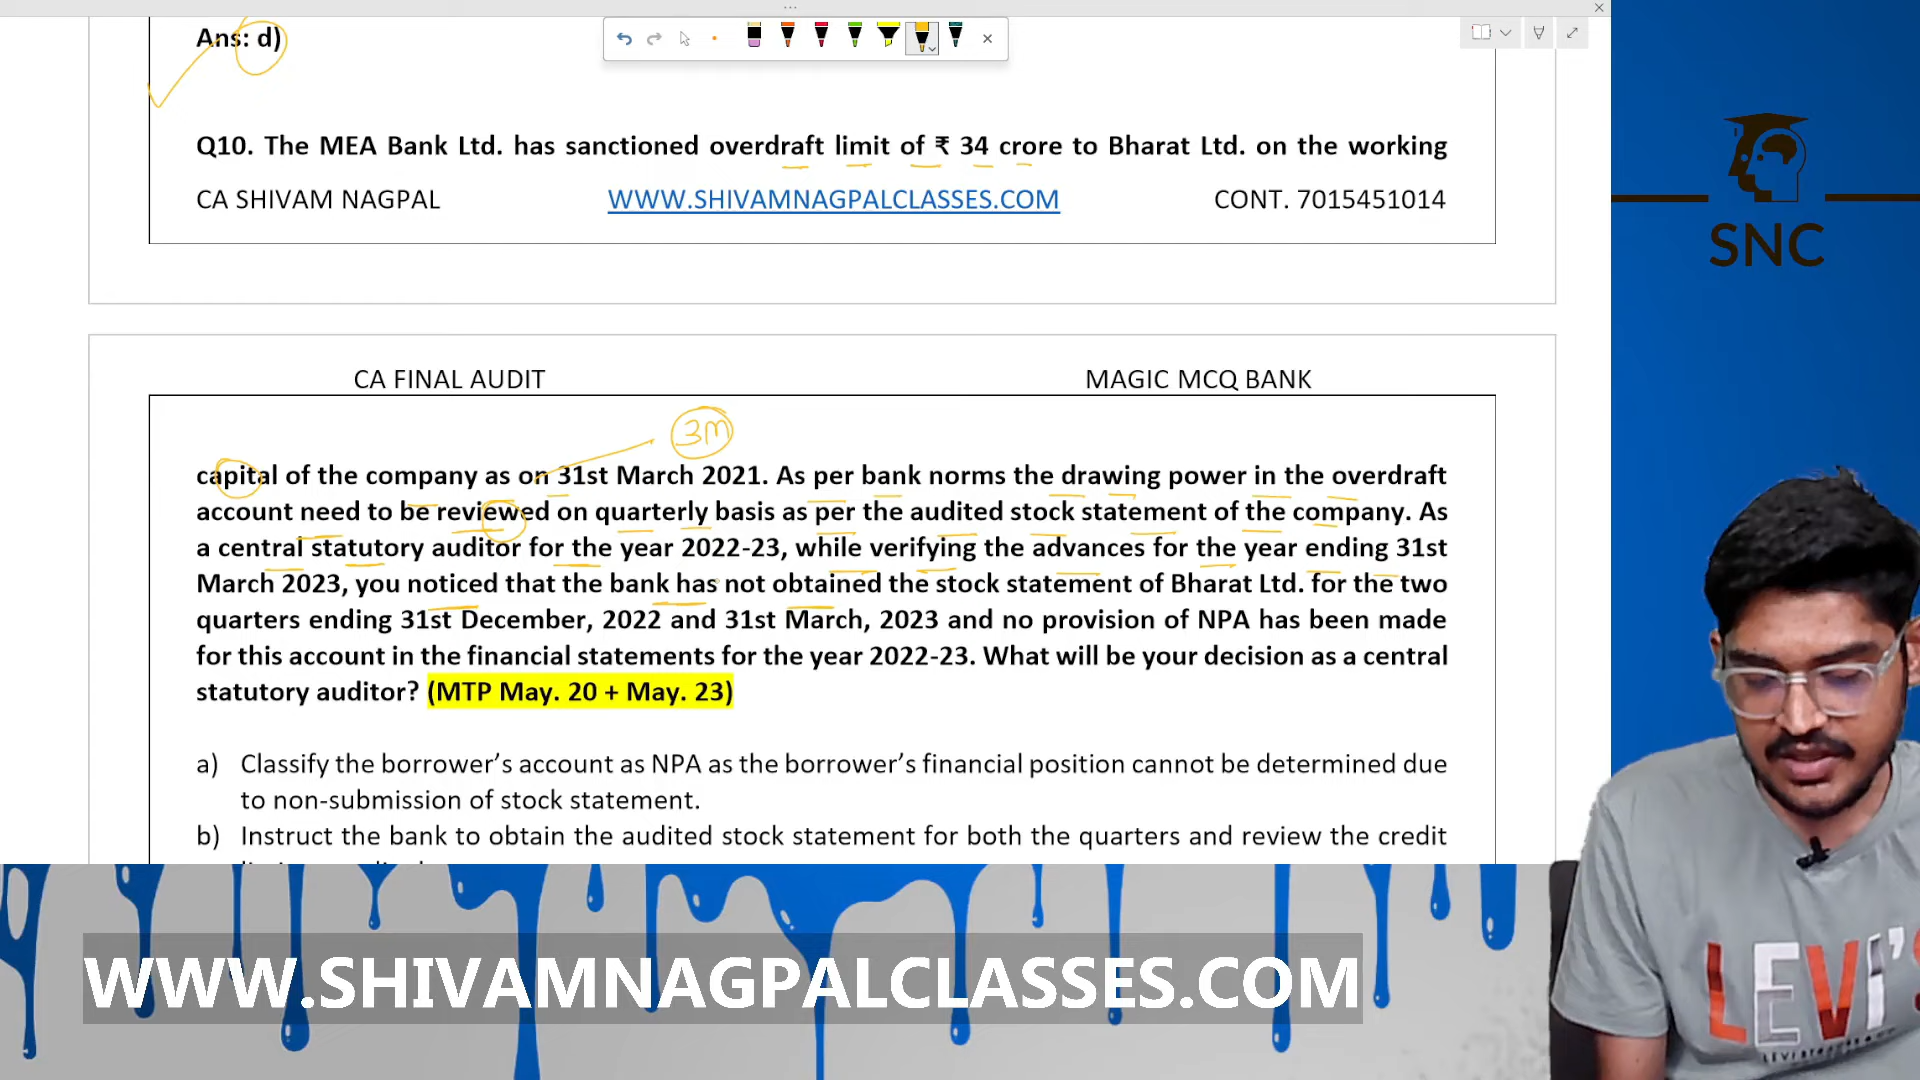 Ans: d)
Q10. The MEA Bank Ltd. has sanctioned overdraft limit of ₹ 34 crore to Bharat Ltd. on the working
CA SHIVAM NAGPAL WWW.SHIVAMNAGPALCLASSES.COM CONT. 7015451014
SNC
CA FINAL AUDIT MAGIC MCQ BANK
3M
capital of the company as on 31st March 2021. As per bank norms the drawing power in the overdraft
account need to be reviewed on quarterly basis as per the audited stock statement of the company. As
a central statutory auditor for the year 2022-23, while verifying the advances for the year ending 31st
March 2023, you noticed that the bank has not obtained the stock statement of Bharat Ltd. for the two
quarters ending 31st December, 2022 and 31st March, 2023 and no provision of NPA has been made
for this account in the financial statements for the year 2022-23. What will be your decision as a central
statutory auditor? (MTP May. 20 + May. 23)
a) Classify the borrower's account as NPA as the borrower's financial position cannot be determined due
to non-submission of stock statement.
b) Instruct the bank to obtain the audited stock statement for both the quarters and review the credit
WWW.SHIVAMNAGPALCLASSES.COM
LEVI'S